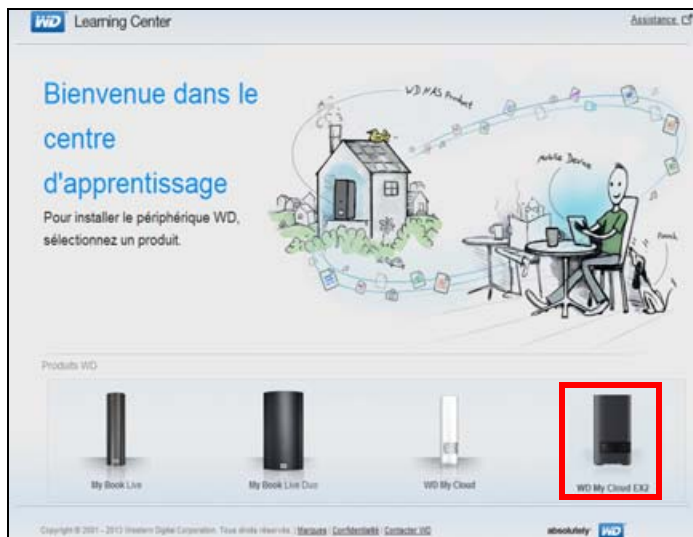 WD Learning Center
Assistance
Bienvenue dans le
centre
d'apprentissage
Pour installer le périphérique WD,
sélectionnez un produit.
WD NAS Product
Mobile Device
Pooch
Produits WD
My Book Live
My Book Live Duo
WD My Cloud
WD My Cloud EX2
Copyright © 2001 - 2013 Western Digital Corporation. Tous droits réservés. | Marques | Confidentialité | Contacter WD
absolutely WD